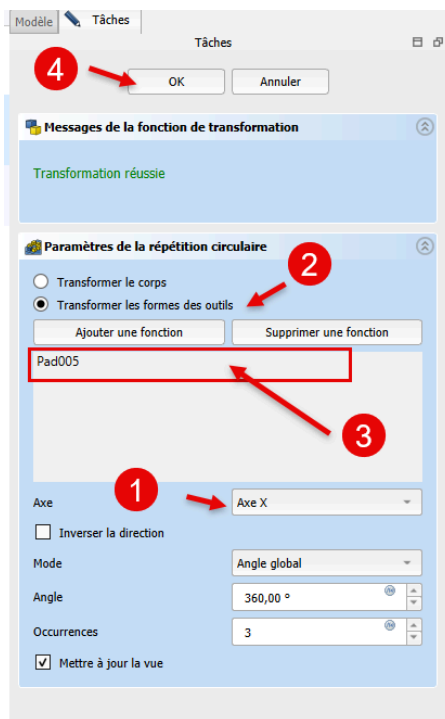 Modèle Tâches
Tâches
4
OK Annuler
Messages de la fonction de transformation
Transformation réussie
Paramètres de la répétition circulaire
2
Transformer le corps
Transformer les formes des outils
Ajouter une fonction Supprimer une fonction
Pad005
3
1
Axe Axe X
Inverser la direction
Mode Angle global
Angle 360,00 °
Occurrences 3
Mettre à jour la vue